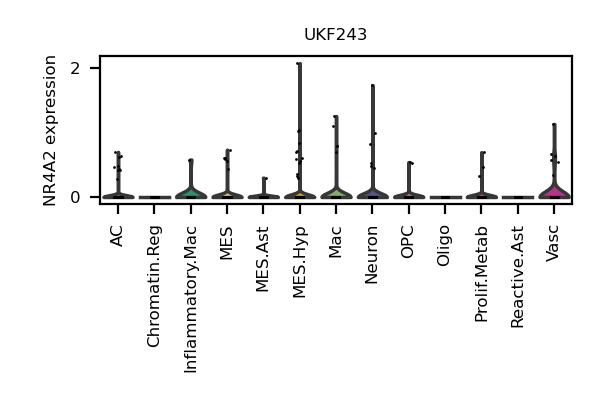 UKF243
NR4A2 expression
2
0
AC
Chromatin.Reg
Inflammatory.Mac
MES
MES.Ast
MES.Hyp
Mac
Neuron
OPC
Oligo
Prolif.Metab
Reactive.Ast
Vasc